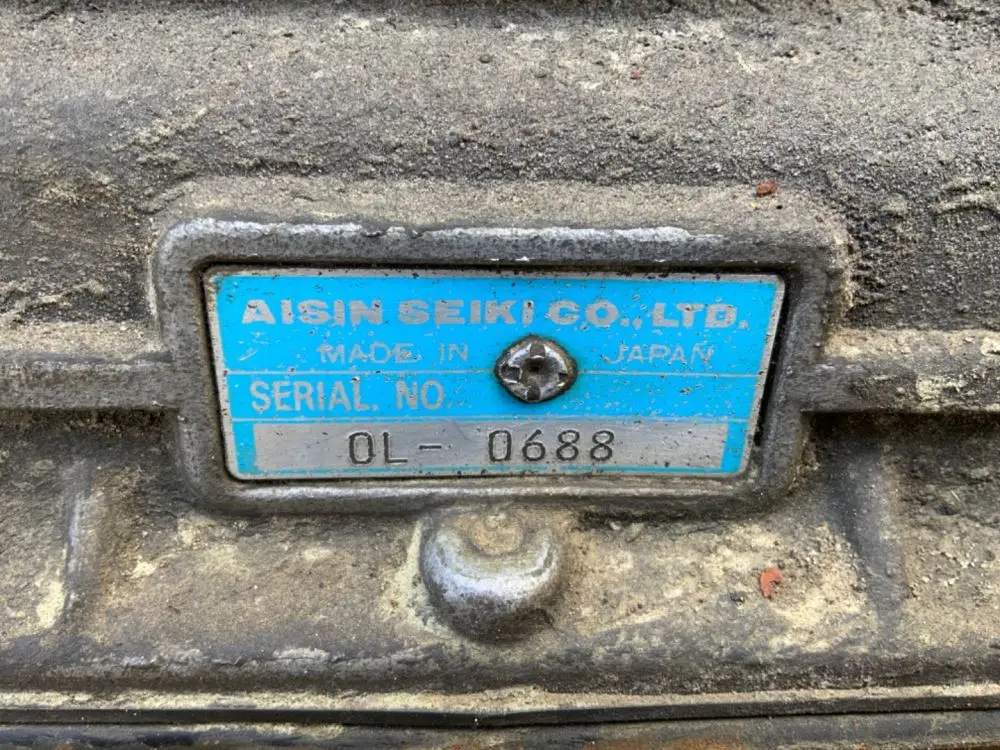 AISIN SEIKI CO., LTD.
MADE IN JAPAN
SERIAL. NO
0L- 0688